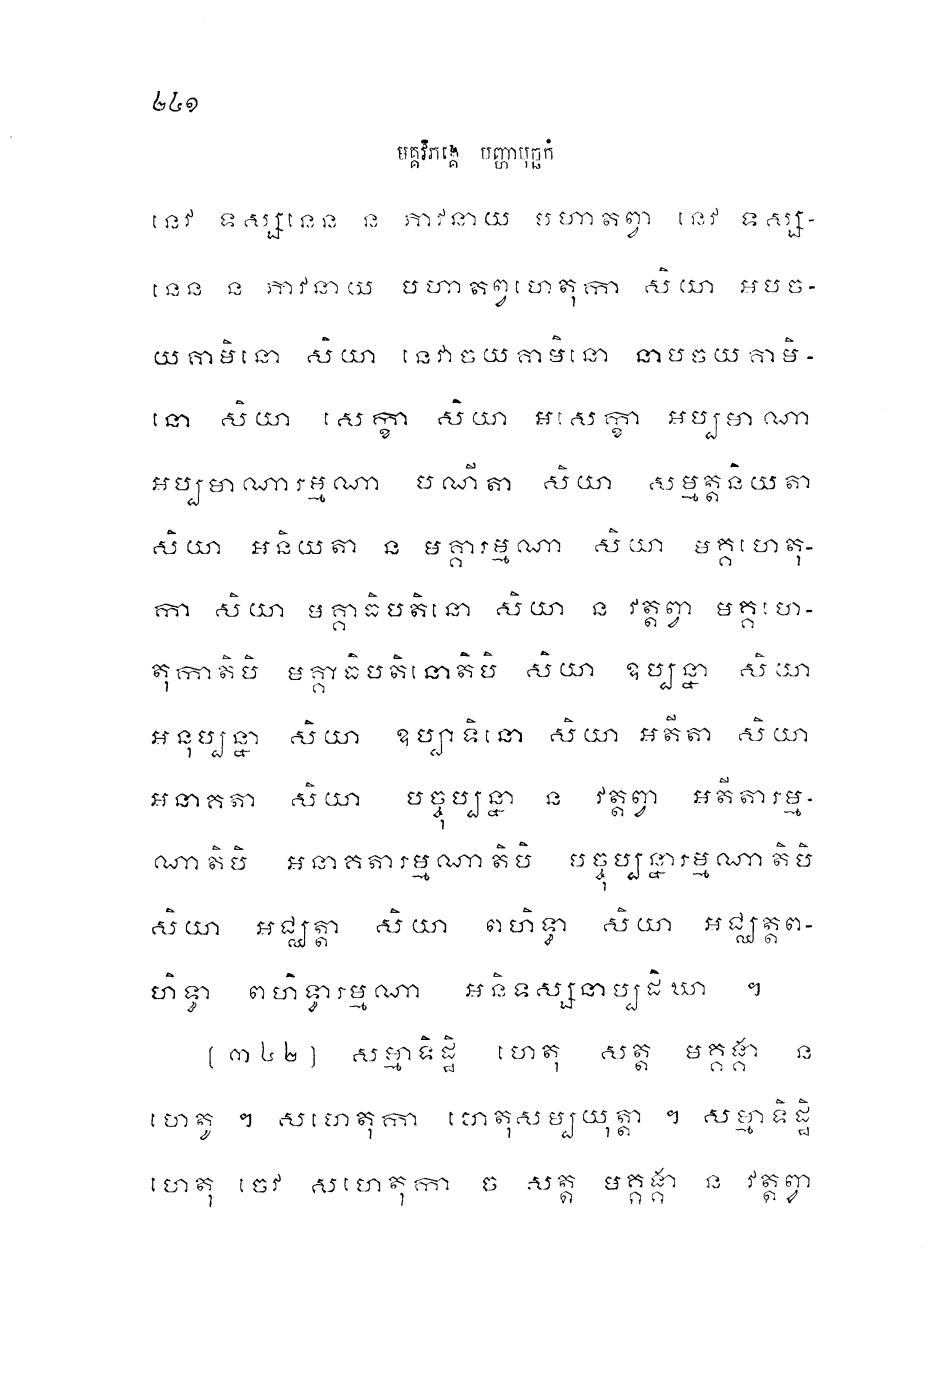 ២៤១
មគ្គវិភង្គេ បញ្ហាបុច្ឆកំ
នេវ ទស្សនេន ន ភាវនាយ បហាតព្វា នេវ ទស្ស-
នេន ន ភាវនាយ បហាតព្វហេតុកា សិយា អបច-
យគាមិនោ សិយា នេវាចយគាមិនោ នាបចយគាមិ-
នោ សិយា សេក្ខា សិយា អសេក្ខា អប្បមាណា
អប្បមាណារម្មណា បណីតា សិយា សម្មត្តនិយតា
សិយា អនិយតា ន មគ្គារម្មណា សិយា មគ្គហេតុ-
កា សិយា មគ្គាធិបតិនោ សិយា ន វត្តព្វា មគ្គហេ-
តុកាតិបិ មគ្គាធិបតិនោតិបិ សិយា ឧប្បន្នា សិយា
អនុប្បន្នា សិយា ឧប្បាទិនោ សិយា អតីតា សិយា
អនាគតា សិយា បច្ចុប្បន្នា ន វត្តព្វា អតីតារម្ម-
ណាតិបិ អនាគតារម្មណាតិបិ បច្ចុប្បន្នារម្មណាតិបិ
សិយា អជ្ឈត្តា សិយា ពហិទ្ធា សិយា អជ្ឈត្តព-
ហិទ្ធា ពហិទ្ធារម្មណា អនិទស្សនាប្បដិឃា ។
(៣៤២) សម្មាទិដ្ឋិ ហេតុ សត្ត មគ្គង្គា ន
ហេតូ ។ សហេតុកា ហេតុសម្បយុត្តា ។ សម្មាទិដ្ឋិ
ហេតុ ចេវ សហេតុកា ច សត្ត មគ្គង្គា ន វត្តព្វា